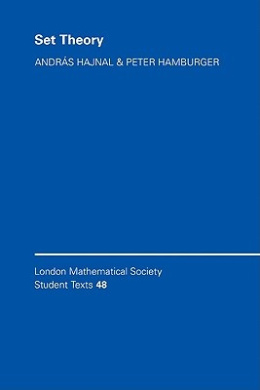 Set Theory
ANDRÁS HAJNAL & PETER HAMBURGER
London Mathematical Society
Student Texts 48